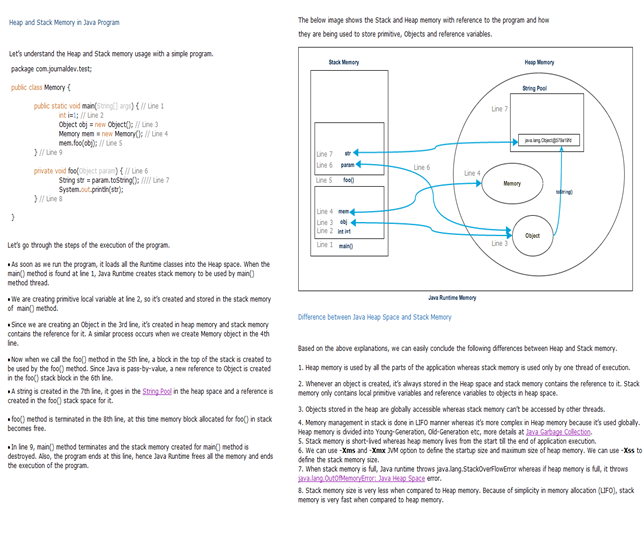 Heap and Stack Memory in Java Program
Let's understand the Heap and Stack memory usage with a simple program.
package com.journaldev.test;
public class Memory {
public static void main(String[] args) { // Line 1
int i=1; // Line 2
Object obj = new Object(); // Line 3
Memory mem = new Memory(); // Line 4
mem.foo(obj); // Line 5
} // Line 9
private void foo(Object param) { // Line 6
String str = param.toString(); //// Line 7
System.out.println(str);
} // Line 8
}
Let's go through the steps of the execution of the program.
• As soon as we run the program, it loads all the Runtime classes into the Heap space. When the
main() method is found at line 1, Java Runtime creates stack memory to be used by main()
method thread.
• We are creating primitive local variable at line 2, so it's created and stored in the stack memory
of main() method.
• Since we are creating an Object in the 3rd line, it's created in heap memory and stack memory
contains the reference for it. A similar process occurs when we create Memory object in the 4th
line.
• Now when we call the foo() method in the 5th line, a block in the top of the stack is created to
be used by the foo() method. Since Java is pass-by-value, a new reference to Object is created
in the foo() stack block in the 6th line.
• A string is created in the 7th line, it goes in the String Pool in the heap space and a reference is
created in the foo() stack space for it.
• foo() method is terminated in the 8th line, at this time memory block allocated for foo() in stack
becomes free.
• In line 9, main() method terminates and the stack memory created for main() method is
destroyed. Also, the program ends at this line, hence Java Runtime frees all the memory and ends
the execution of the program.
The below image shows the Stack and Heap memory with reference to the program and how
they are being used to store primitive, Objects and reference variables.
Stack Memory
Heap Memory
String Pool
Line 7
Line 7 str
Line 6 param
Line 6
Line 5 foo()
Line 4
Memory
toString()
Line 4 mem
Line 3 obj
Line 2 int i=1
Line 1 main()
Object
Line 3
Java Runtime Memory
Difference between Java Heap Space and Stack Memory
Based on the above explanations, we can easily conclude the following differences between Heap and Stack memory.
1. Heap memory is used by all the parts of the application whereas stack memory is used only by one thread of execution.
2. Whenever an object is created, it's always stored in the Heap space and stack memory contains the reference to it. Stack
memory only contains local primitive variables and reference variables to objects in heap space.
3. Objects stored in the heap are globally accessible whereas stack memory can't be accessed by other threads.
4. Memory management in stack is done in LIFO manner whereas it's more complex in Heap memory because it's used globally.
Heap memory is divided into Young-Generation, Old-Generation etc, more details at Java Garbage Collection.
5. Stack memory is short-lived whereas heap memory lives from the start till the end of application execution.
6. We can use -Xms and -Xmx JVM option to define the startup size and maximum size of heap memory. We can use -Xss to
define the stack memory size.
7. When stack memory is full, Java runtime throws java.lang.StackOverFlowError whereas if heap memory is full, it throws
java.lang.OutOfMemoryError: Java Heap Space error.
8. Stack memory size is very less when compared to Heap memory. Because of simplicity in memory allocation (LIFO), stack
memory is very fast when compared to heap memory.